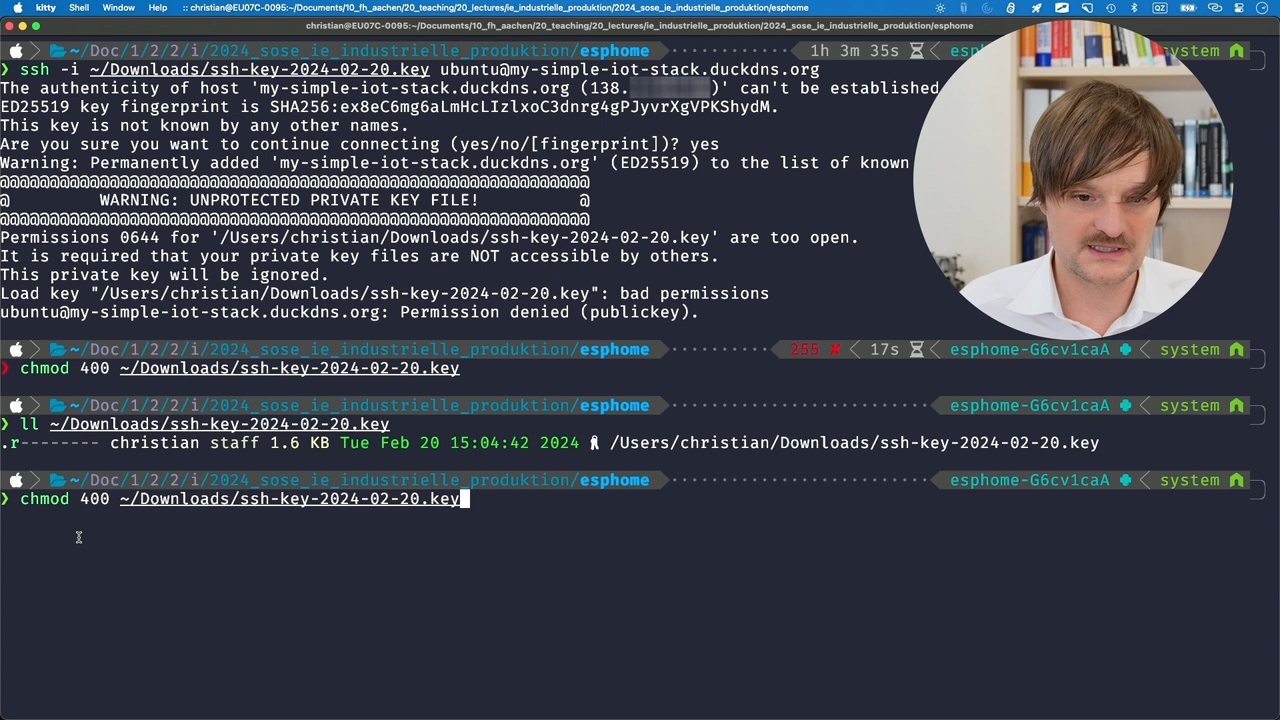 kitty Shell Window Help :: christian@EU07C-0095:~/Documents/10_fh_aachen/20_teaching/20_lectures/ie_industrielle_produktion/2024_sose_ie_industrielle_produktion/esphome QZ
christian@EU07C-0095:~/Documents/10_fh_aachen/20_teaching/20_lectures/ie_industrielle_produktion/2024_sose_ie_industrielle_produktion/esphome
~/Doc/1/2/2/i/2024_sose_ie_industrielle_produktion/esphome 1h 3m 35s esp system
❯ ssh -i ~/Downloads/ssh-key-2024-02-20.key ubuntu@my-simple-iot-stack.duckdns.org
The authenticity of host 'my-simple-iot-stack.duckdns.org (138. )' can't be established
ED25519 key fingerprint is SHA256:ex8eC6mg6aLmHcLIzlxoC3dnrg4gPJyvrXgVPKShydM.
This key is not known by any other names.
Are you sure you want to continue connecting (yes/no/[fingerprint])? yes
Warning: Permanently added 'my-simple-iot-stack.duckdns.org' (ED25519) to the list of known
@@@@@@@@@@@@@@@@@@@@@@@@@@@@@@@@@@@@@@@@@@@@@@@@@@@@@@@@@@@
@ WARNING: UNPROTECTED PRIVATE KEY FILE! @
@@@@@@@@@@@@@@@@@@@@@@@@@@@@@@@@@@@@@@@@@@@@@@@@@@@@@@@@@@@
Permissions 0644 for '/Users/christian/Downloads/ssh-key-2024-02-20.key' are too open.
It is required that your private key files are NOT accessible by others.
This private key will be ignored.
Load key "/Users/christian/Downloads/ssh-key-2024-02-20.key": bad permissions
ubuntu@my-simple-iot-stack.duckdns.org: Permission denied (publickey).
~/Doc/1/2/2/i/2024_sose_ie_industrielle_produktion/esphome 255 ✘ 17s esphome-G6cv1caA system
❯ chmod 400 ~/Downloads/ssh-key-2024-02-20.key
~/Doc/1/2/2/i/2024_sose_ie_industrielle_produktion/esphome esphome-G6cv1caA system
❯ ll ~/Downloads/ssh-key-2024-02-20.key
.r-------- christian staff 1.6 KB Tue Feb 20 15:04:42 2024 /Users/christian/Downloads/ssh-key-2024-02-20.key
~/Doc/1/2/2/i/2024_sose_ie_industrielle_produktion/esphome esphome-G6cv1caA system
❯ chmod 400 ~/Downloads/ssh-key-2024-02-20.key